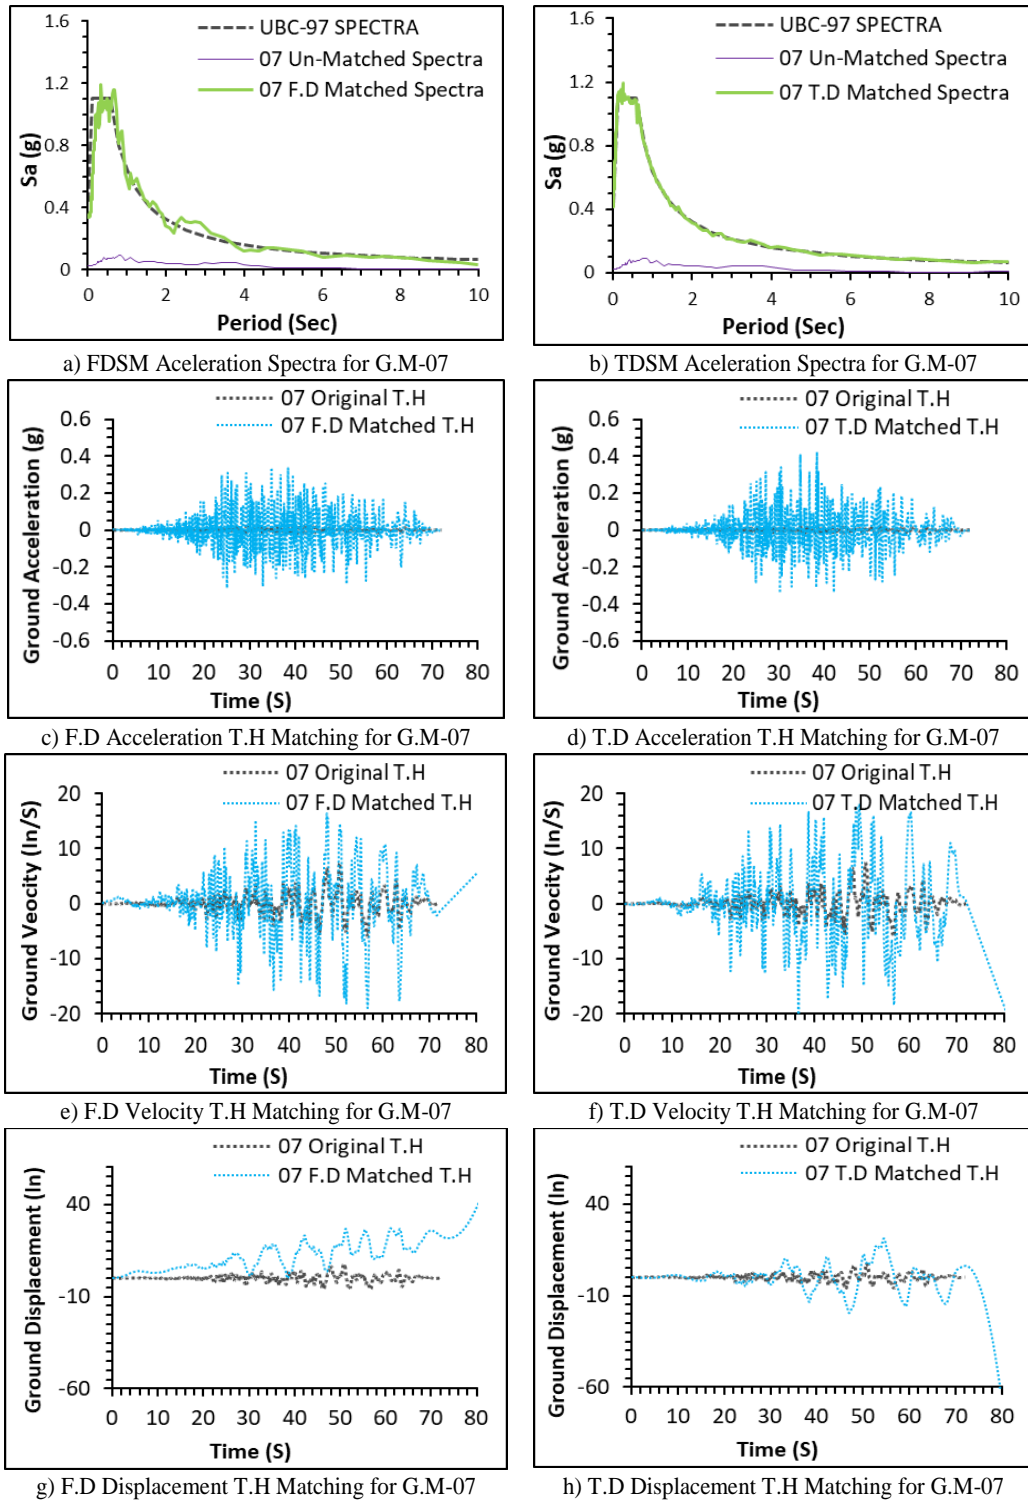 1.6
1.2
0.8
0.4
0
Sa (g)
UBC-97 SPECTRA
07 Un-Matched Spectra
07 F.D Matched Spectra
0 2 4 6 8 10
Period (Sec)
a) FDSM Aceleration Spectra for G.M-07
1.6
1.2
0.8
0.4
0
Sa (g)
UBC-97 SPECTRA
07 Un-Matched Spectra
07 T.D Matched Spectra
0 2 4 6 8 10
Period (Sec)
b) TDSM Aceleration Spectra for G.M-07
07 Original T.H
07 F.D Matched T.H
0.6
0.4
0.2
0
-0.2
-0.4
-0.6
Ground Acceleration (g)
0 10 20 30 40 50 60 70 80
Time (S)
c) F.D Acceleration T.H Matching for G.M-07
07 Original T.H
07 T.D Matched T.H
0.6
0.4
0.2
0
-0.2
-0.4
-0.6
Ground Acceleration (g)
0 10 20 30 40 50 60 70 80
Time (S)
d) T.D Acceleration T.H Matching for G.M-07
07 Original T.H
07 F.D Matched T.H
20
10
0
-10
-20
Ground Veocity (In/S)
0 10 20 30 40 50 60 70 80
Time (S)
e) F.D Velocity T.H Matching for G.M-07
07 Original T.H
07 T.D Matched T.H
20
10
0
-10
-20
Ground Veocity (In/S)
0 10 20 30 40 50 60 70 80
Time (S)
f) T.D Velocity T.H Matching for G.M-07
07 Original T.H
07 F.D Matched T.H
40
-10
-60
Ground Displacement (In)
0 10 20 30 40 50 60 70 80
Time (S)
g) F.D Displacement T.H Matching for G.M-07
07 Original T.H
07 T.D Matched T.H
40
-10
-60
Ground Displacement (In)
0 10 20 30 40 50 60 70 80
Time (S)
h) T.D Displacement T.H Matching for G.M-07